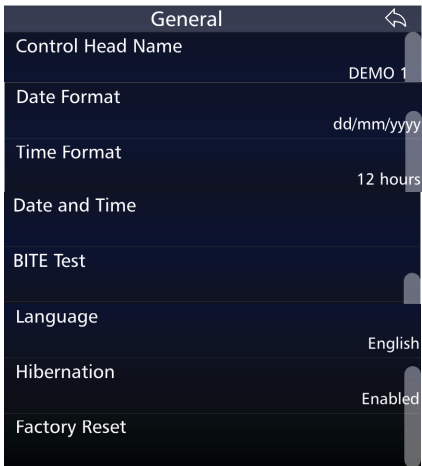 General
Control Head Name
DEMO 1
Date Format
dd/mm/yyyy
Time Format
12 hours
Date and Time
BITE Test
Language
English
Hibernation
Enabled
Factory Reset